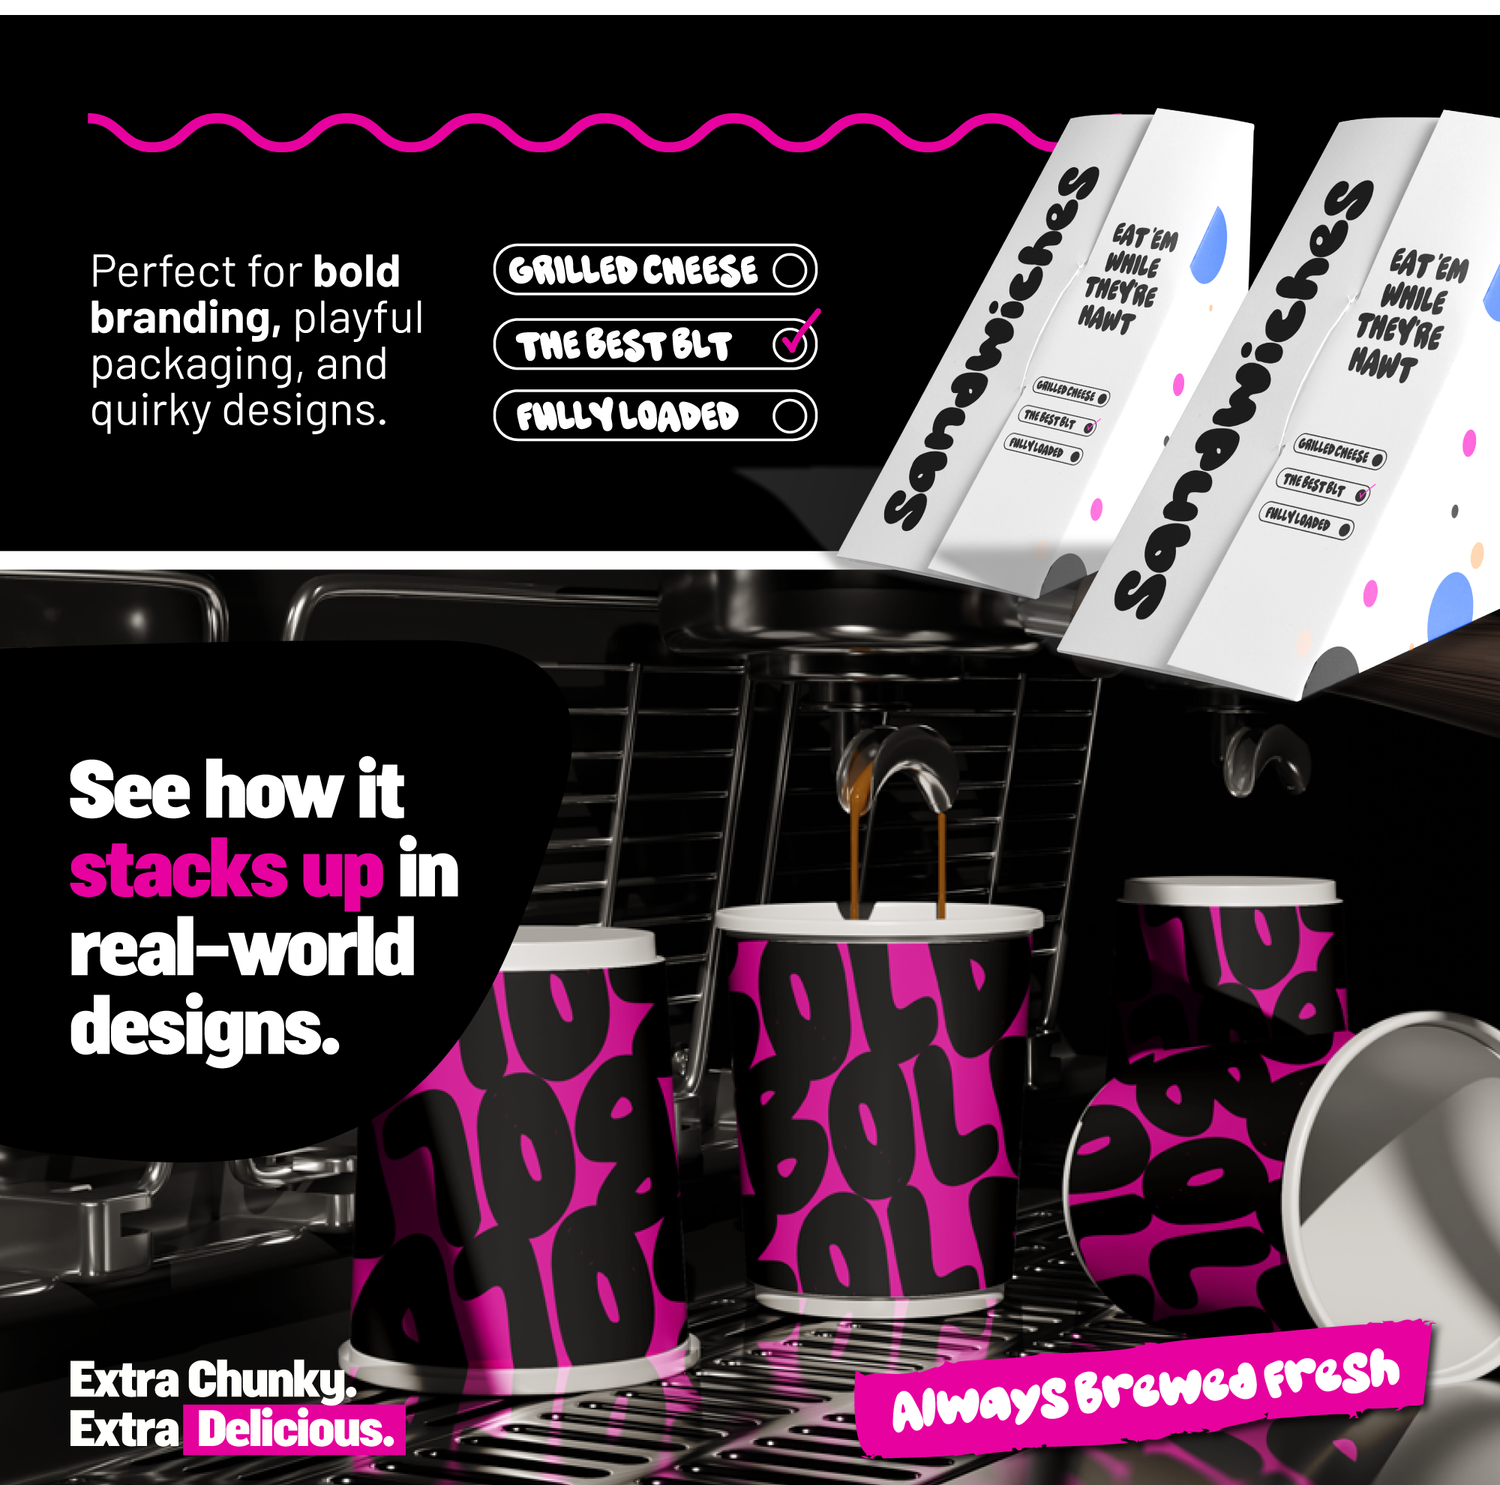 Perfect for bold
branding, playful
packaging, and
quirky designs.
GRILLED CHEESE
THE BEST BLT
FULLY LOADED
Sandwiches
EAT 'EM
WHILE
THEY'RE
HAWT
GRILLED CHEESE
THE BEST BLT
FULLY LOADED
Sandwiches
EAT 'EM
WHILE
THEY'RE
HAWT
GRILLED CHEESE
THE BEST BLT
FULLY LOADED
See how it
stacks up in
real-world
designs.
OLD
BOL
OL
Extra Chunky.
Extra Delicious.
Always Brewed Fresh